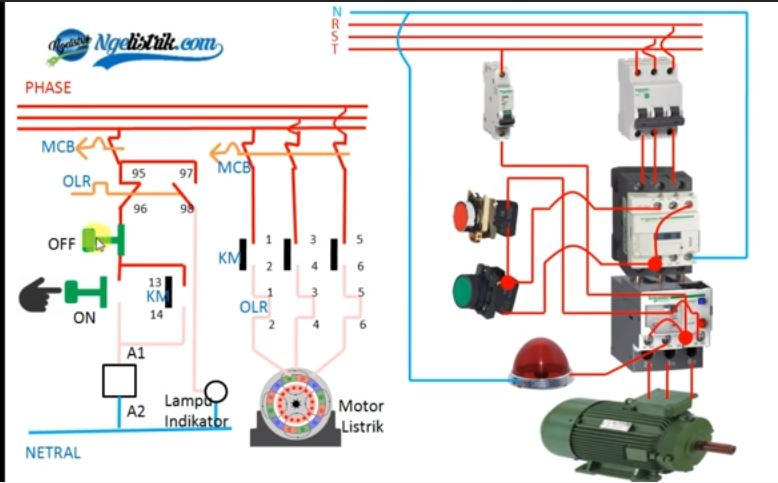 Ngelistrik
Ngelistrik.com
N
R
S
T
PHASE
MCB
MCB
OLR
95
97
96
98
OFF
ON
13
KM
14
KM
1
3
5
2
4
6
OLR
1
3
5
2
4
6
A1
A2
Lampu
Indikator
Motor
Listrik
NETRAL